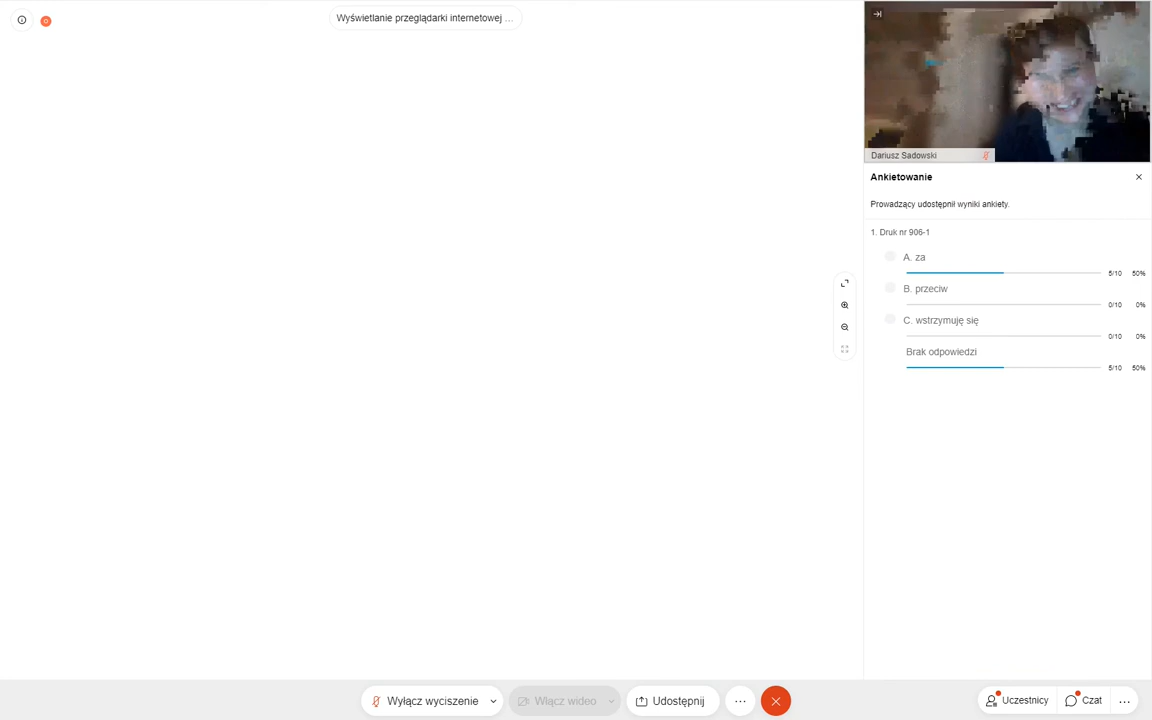 Wyświetlanie przeglądarki internetowej ...
Dariusz Sadowski
Ankietowanie
Prowadzący udostępnił wyniki ankiety.
1. Druk nr 906-1
A. za
5/10 50%
B. przeciw
0/10 0%
C. wstrzymuję się
0/10 0%
Brak odpowiedzi
5/10 50%
Wyłącz wyciszenie
Włącz wideo
Udostępnij
Uczestnicy
Czat